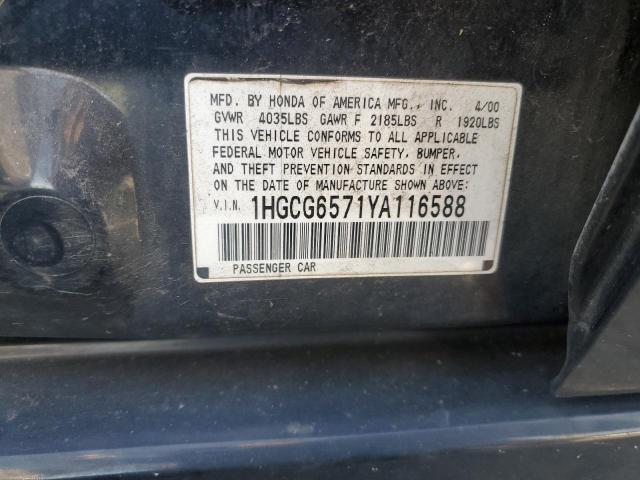 MFD. BY HONDA OF AMERICA MFG., INC. 4/00
GVWR 4035LBS GAWR F 2185LBS R 1920LBS
THIS VEHICLE CONFORMS TO ALL APPLICABLE
FEDERAL MOTOR VEHICLE SAFETY, BUMPER,
AND THEFT PREVENTION STANDARDS IN EFFECT
ON THE DATE OF MANUFACTURE SHOWN ABOVE:
V.I.N. 1HGCG6571YA116588
PASSENGER CAR